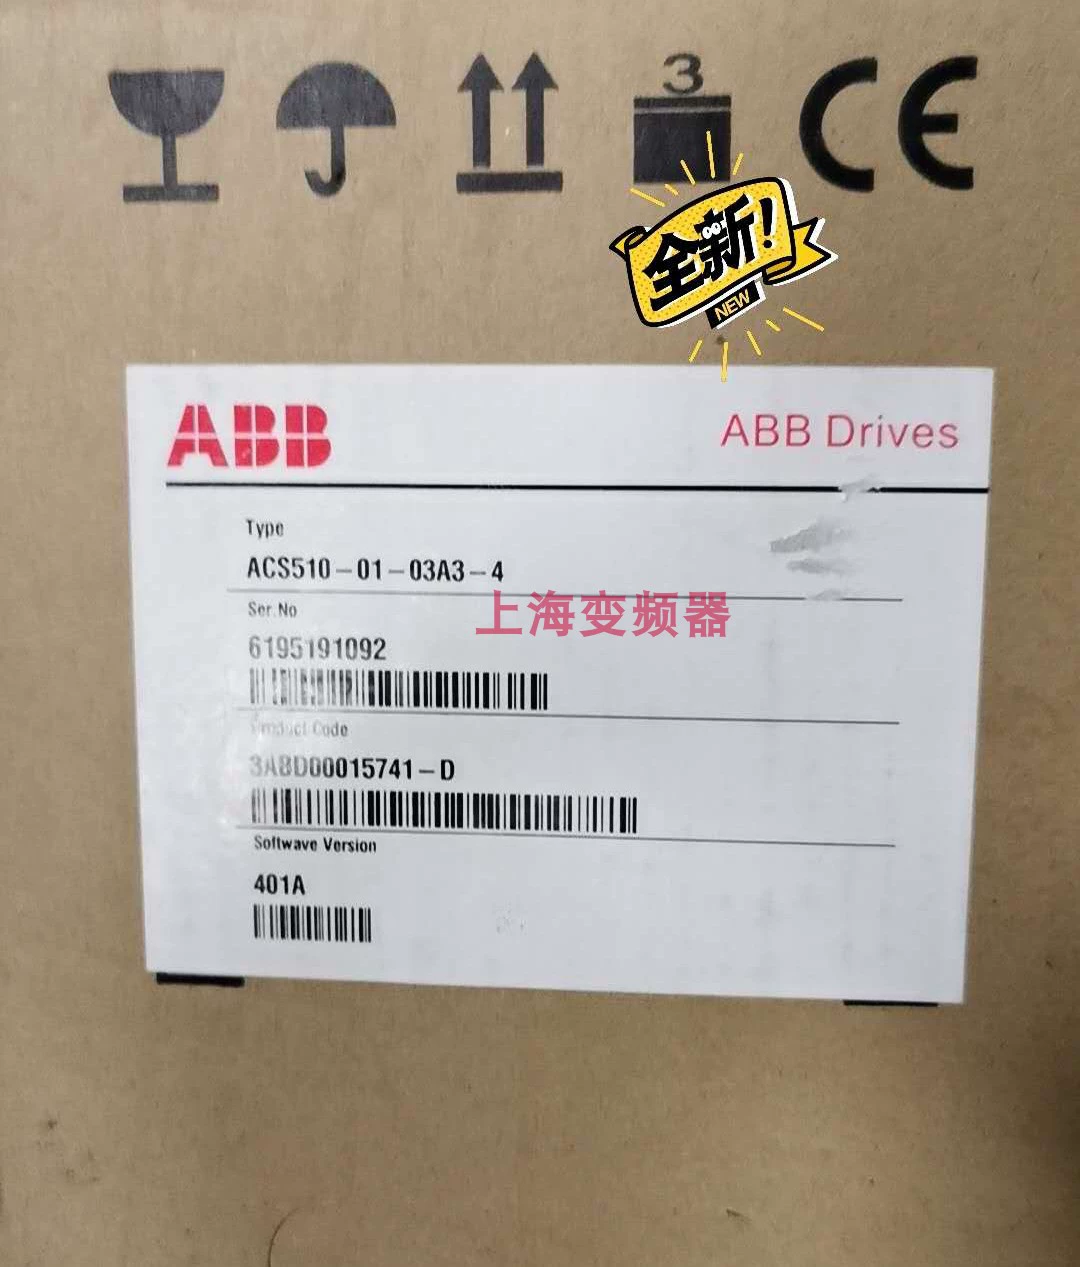 3
CE
全新!
NEW
ABB
ABB Drives
Type
ACS510-01-03A3-4
上海变频器
Ser.No
6195191092
Product Code
3ABD00015741-D
Softwave Version
401A